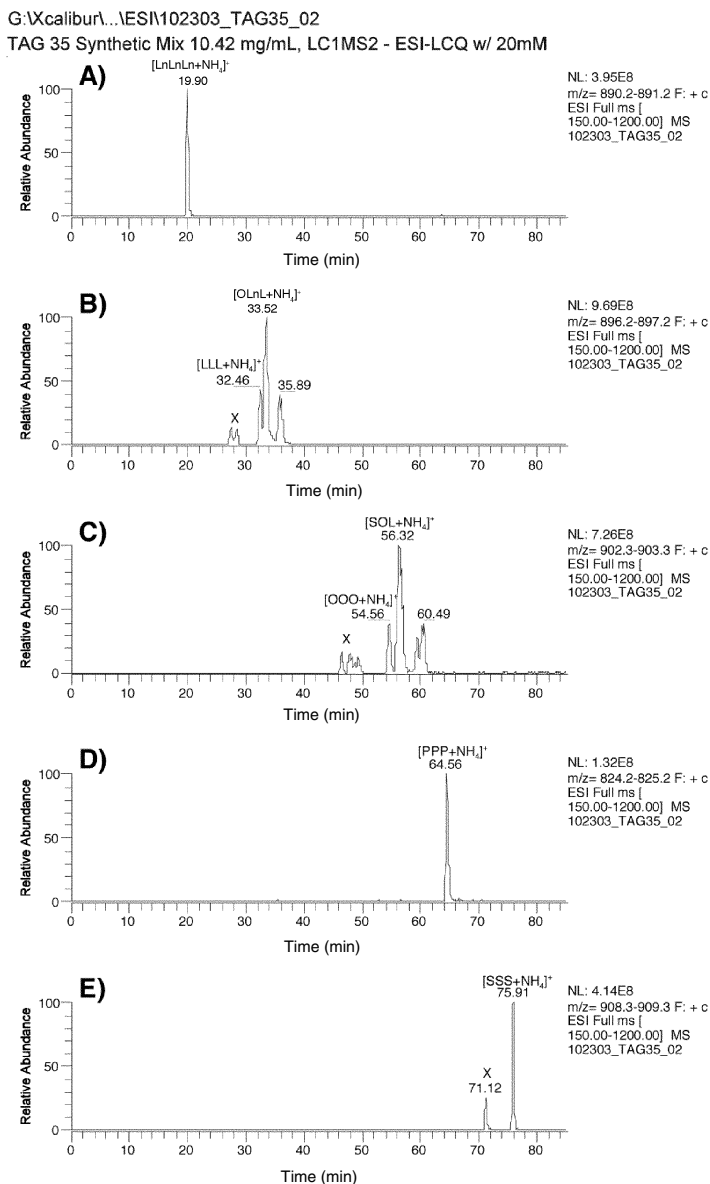 G:\Xcalibur\...\ESI\102303_TAG35_02
TAG 35 Synthetic Mix 10.42 mg/mL, LC1MS2 - ESI-LCQ w/ 20mM
A)
[LnLnLn+NH4]+
19.90
NL: 3.95E8
m/z= 890.2-891.2 F: + c
ESI Full ms [
150.00-1200.00] MS
102303_TAG35_02
Relative Abundance
100
50
0
0 10 20 30 40 50 60 70 80
Time (min)
B)
[OLnL+NH4]+
33.52
[LLL+NH4]+
32.46
35.89
X
NL: 9.69E8
m/z= 896.2-897.2 F: + c
ESI Full ms [
150.00-1200.00] MS
102303_TAG35_02
Relative Abundance
100
50
0
0 10 20 30 40 50 60 70 80
Time (min)
C)
[SOL+NH4]+
56.32
[OOO+NH4]+
54.56
60.49
X
NL: 7.26E8
m/z= 902.3-903.3 F: + c
ESI Full ms [
150.00-1200.00] MS
102303_TAG35_02
Relative Abundance
100
50
0
0 10 20 30 40 50 60 70 80
Time (min)
D)
[PPP+NH4]+
64.56
NL: 1.32E8
m/z= 824.2-825.2 F: + c
ESI Full ms [
150.00-1200.00] MS
102303_TAG35_02
Relative Abundance
100
50
0
0 10 20 30 40 50 60 70 80
Time (min)
E)
[SSS+NH4]+
75.91
X
71.12
NL: 4.14E8
m/z= 908.3-909.3 F: + c
ESI Full ms [
150.00-1200.00] MS
102303_TAG35_02
Relative Abundance
100
50
0
0 10 20 30 40 50 60 70 80
Time (min)